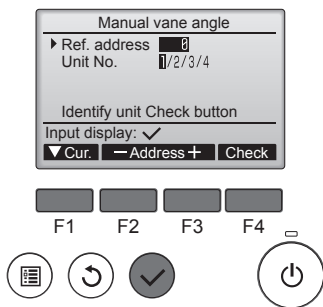 Manual vane angle
Ref. address 0
Unit No. 1/2/3/4
Identify unit Check button
Input display: ✓
▼ Cur. − Address + Check
F1 F2 F3 F4